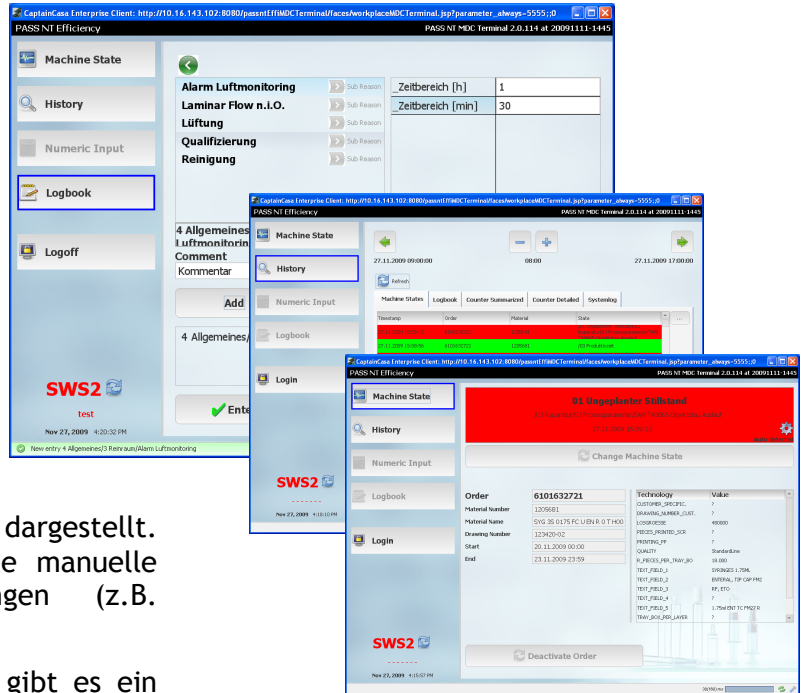 CaptainCasa Enterprise Client: http://10.16.143.102:8080/passntEffiMDCTerminal/faces/workplaceMDCTerminal.jsp?parameter_always=5555;;0
PASS NT Efficiency
PASS NT MDC Terminal 2.0.114 at 20091111-1445
Machine State
History
Numeric Input
Logbook
Logoff
SWS2
test
Nov 27, 2009 4:20:32 PM
Alarm Luftmonitoring Sub Reason
Laminar Flow n.i.O. Sub Reason
Lüftung Sub Reason
Qualifizierung Sub Reason
Reinigung Sub Reason
_Zeitbereich [h] 1
_Zeitbereich [min] 30
4 Allgemeines
Luftmonitorin
Comment
Kommentar
Add
4 Allgemeines/
Ente
New entry 4 Allgemeines/3 Reinraum/Alarm Luftmonitoring
CaptainCasa Enterprise Client: http://10.16.143.102:8080/passntEffiMDCTerminal/faces/workplaceMDCTerminal.jsp?parameter_always=5555;;0
PASS NT Efficiency
PASS NT MDC Terminal 2.0.114 at 20091111-1445
Machine State
History
Numeric Input
Logbook
Login
SWS2
-------
Nov 27, 2009 4:18:18 PM
27.11.2009 09:00:00
08:00
27.11.2009 17:00:00
Refresh
Machine States Logbook Counter Summarized Counter Detailed Systemlog
Timestamp Order Material State
...
CaptainCasa Enterprise Client: http://10.16.143.102:8080/passntEffiMDCTerminal/faces/workplaceMDCTerminal.jsp?parameter_always=5555;;0
PASS NT Efficiency
PASS NT MDC Terminal 2.0.114 at 20091111-1445
Machine State
History
Numeric Input
Logbook
Login
SWS2
-------
Nov 27, 2009 4:15:57 PM
01 Ungeplanter Stillstand
Change Machine State
Order 6101632721
Material Number 1205681
Material Name SYG 3S 0175 FC U EN R 0 T H00
Drawing Number 123420-02
Start 20.11.2009 00:00
End 23.11.2009 23:59
Technology Value
CUSTOMER_SPECIFIC. ?
DRAWING_NUMBER_CUST. ?
LOSGROESSE 460000
PIECES_PRINTED_SCR ?
PRINTING_PP ?
QUALITY StandardLine
R_PIECES_PER_TRAY_BO 10.000
TEXT_FIELD_1 SYRINGES 1.75ML
TEXT_FIELD_2 ENTERAL, TIP CAP FM2
TEXT_FIELD_3 RF, ETO
TEXT_FIELD_4 ?
TEXT_FIELD_5 1.75ml ENT TC FM27 R
TRAY_BOX_PER_LAYER ?
Deactivate Order
dargestellt.
e manuelle
ngen (z.B.
gibt es ein